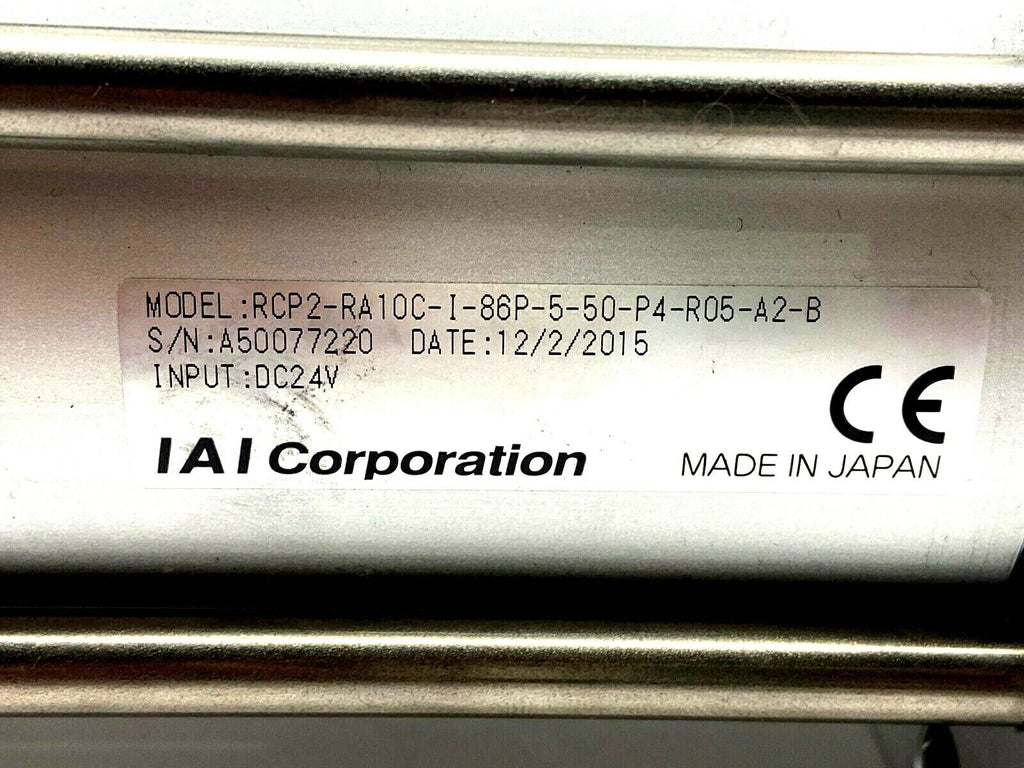 MODEL:RCP2-RA10C-I-86P-5-50-P4-R05-A2-B
S/N:A50077220 DATE:12/2/2015
INPUT:DC24V
CE
IAI Corporation
MADE IN JAPAN